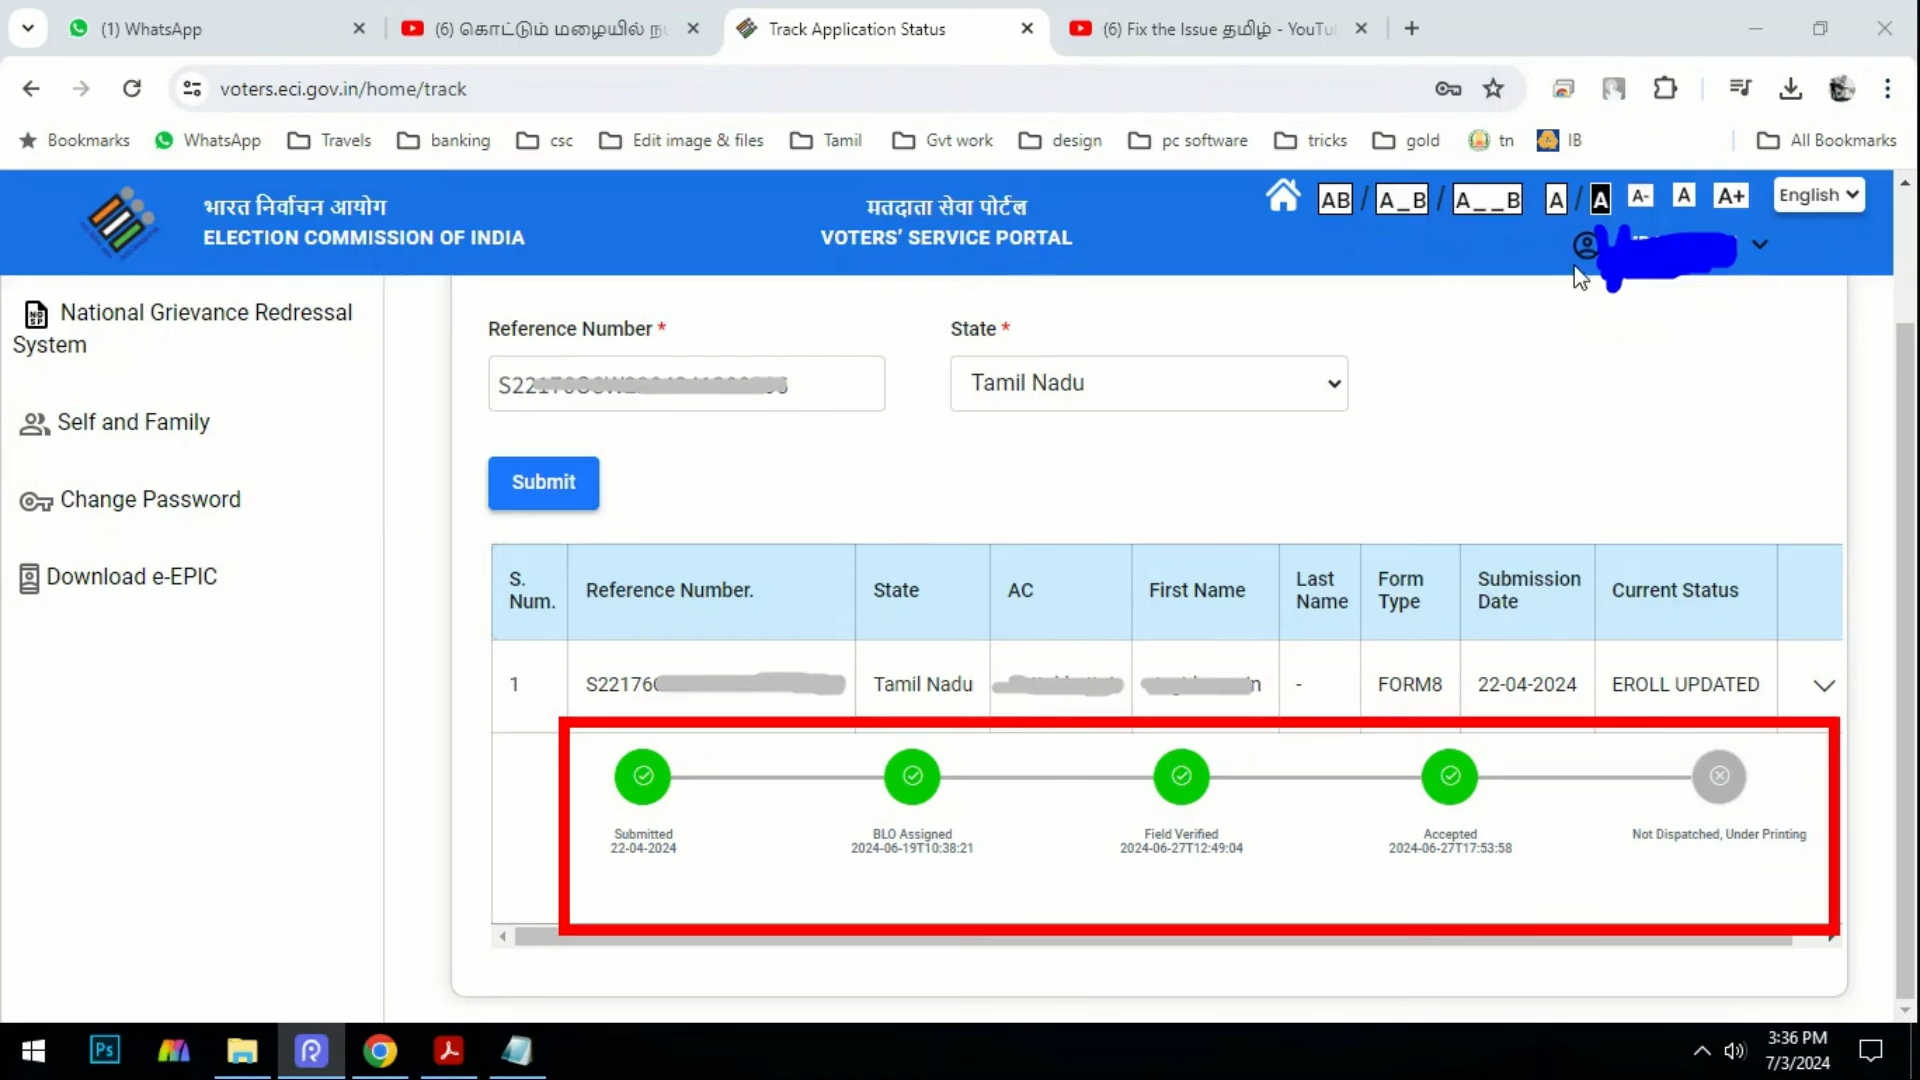 (1) WhatsApp
(6) கொட்டும் மழையில்
Track Application Status
(6) Fix the Issue தமிழ் - YouTu
voters.eci.gov.in/home/track
Bookmarks
WhatsApp
Travels
banking
csc
Edit image & files
Tamil
Gvt work
design
pc software
tricks
gold
tn
IB
All Bookmarks
भारत निर्वाचन आयोग
ELECTION COMMISSION OF INDIA
मतदाता सेवा पोर्टल
VOTERS’ SERVICE PORTAL
AB / A_B / A__B A / A A- A A+
English
National Grievance Redressal
System
Self and Family
Change Password
Download e-EPIC
Reference Number *
State *
Tamil Nadu
Submit
S. Num.
Reference Number.
State
AC
First Name
Last Name
Form Type
Submission Date
Current Status
1
Tamil Nadu
-
FORM8
22-04-2024
EROLL UPDATED
Submitted
22-04-2024
BLO Assigned
2024-06-19T10:38:21
Field Verified
2024-06-27T12:49:04
Accepted
2024-06-27T17:53:58
Not Dispatched, Under Printing
Ps
3:36 PM
7/3/2024